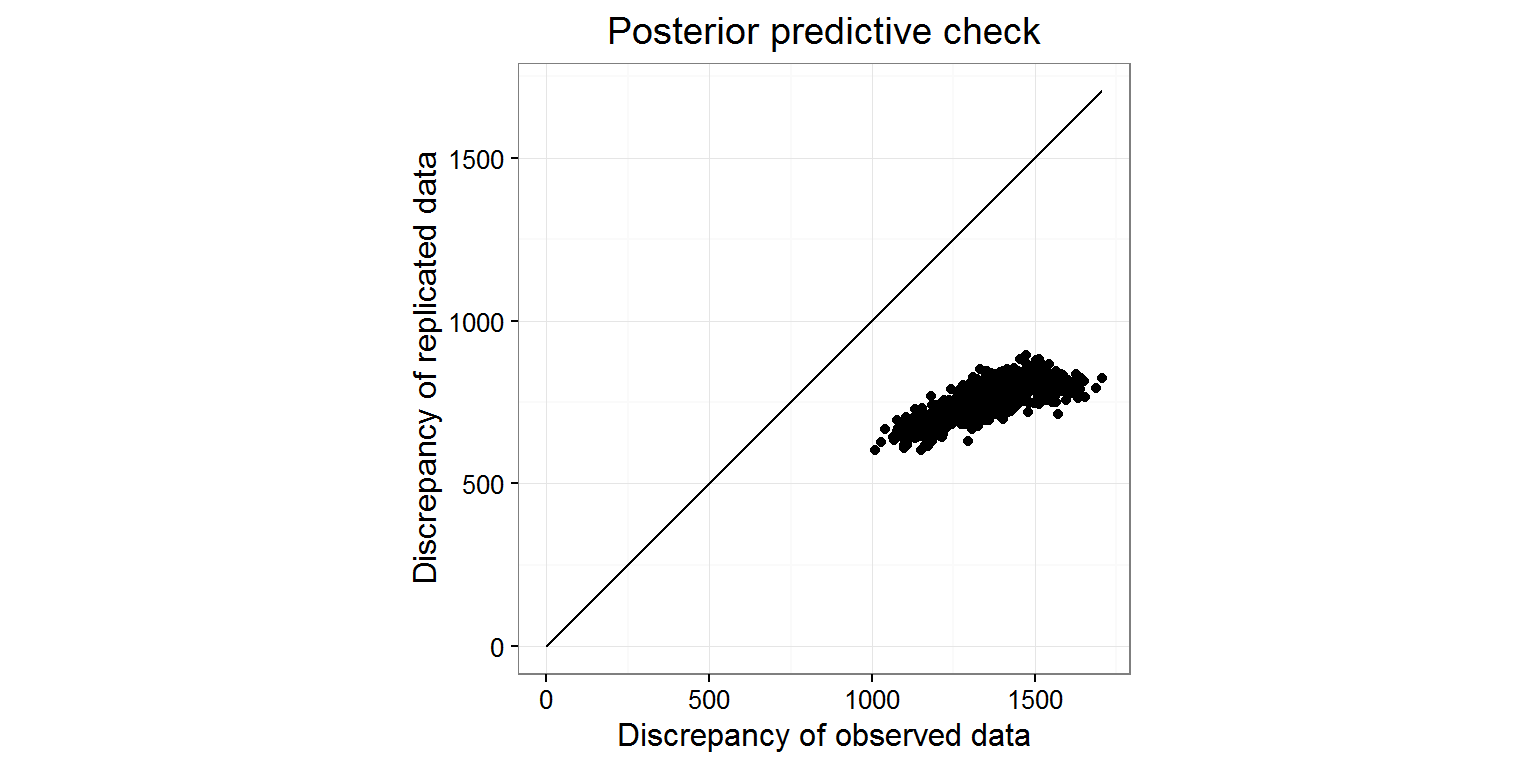 Posterior predictive check
Discrepancy of replicated data
1500
1000
500
0
0 500 1000 1500
Discrepancy of observed data